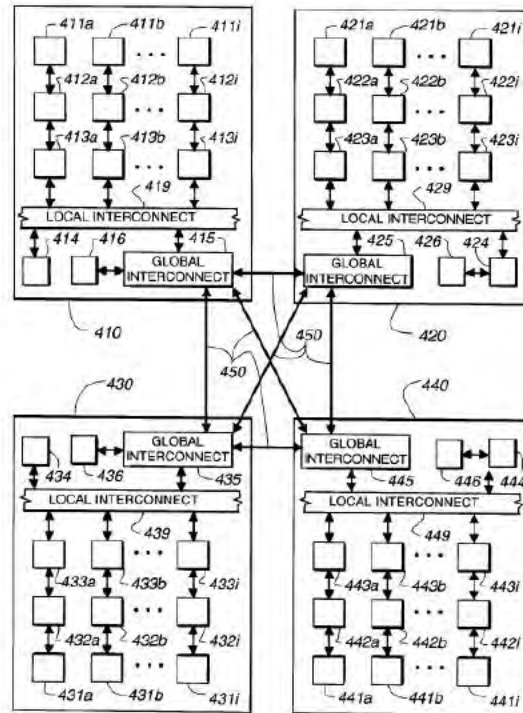 411a 411b 411i
412a 412b 412i
413a 413b 413i
419
LOCAL INTERCONNECT
414 416 415
GLOBAL
INTERCONNECT
410
421a 421b 421i
422a 422b 422i
423a 423b 423i
429
LOCAL INTERCONNECT
425 426 424
GLOBAL
INTERCONNECT
420
450
450
430
434 436
GLOBAL
INTERCONNECT
435
LOCAL INTERCONNECT
439
433a 433b 433i
432a 432b 432i
431a 431b 431i
440
GLOBAL
INTERCONNECT
445 446 444
LOCAL INTERCONNECT
449
443a 443b 443i
442a 442b 442i
441a 441b 441i